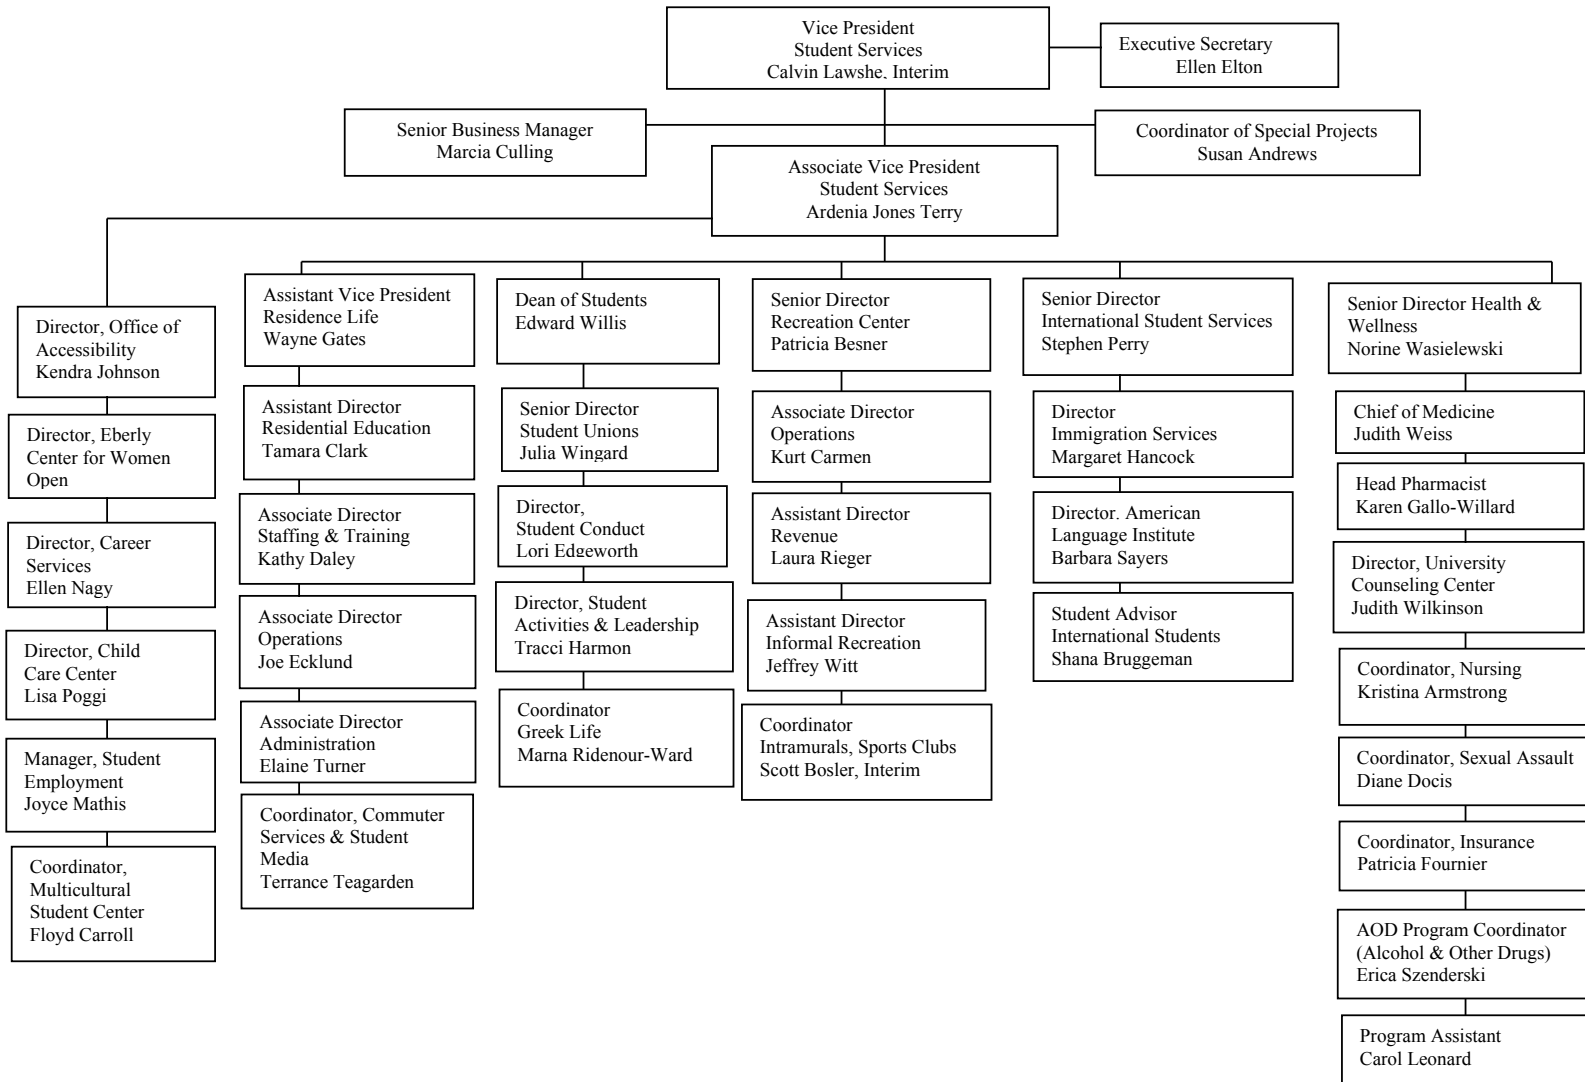 Vice President
Student Services
Calvin Lawshe, Interim
Executive Secretary
Ellen Elton
Senior Business Manager
Marcia Culling
Coordinator of Special Projects
Susan Andrews
Associate Vice President
Student Services
Ardenia Jones Terry
Director, Office of
Accessibility
Kendra Johnson
Director, Eberly
Center for Women
Open
Director, Career
Services
Ellen Nagy
Director, Child
Care Center
Lisa Poggi
Manager, Student
Employment
Joyce Mathis
Coordinator,
Multicultural
Student Center
Floyd Carroll
Assistant Vice President
Residence Life
Wayne Gates
Assistant Director
Residential Education
Tamara Clark
Associate Director
Staffing & Training
Kathy Daley
Associate Director
Operations
Joe Ecklund
Associate Director
Administration
Elaine Turner
Coordinator, Commuter
Services & Student
Media
Terrance Teagarden
Dean of Students
Edward Willis
Senior Director
Student Unions
Julia Wingard
Director,
Student Conduct
Lori Edgeworth
Director, Student
Activities & Leadership
Tracci Harmon
Coordinator
Greek Life
Marna Ridenour-Ward
Senior Director
Recreation Center
Patricia Besner
Associate Director
Operations
Kurt Carmen
Assistant Director
Revenue
Laura Rieger
Assistant Director
Informal Recreation
Jeffrey Witt
Coordinator
Intramurals, Sports Clubs
Scott Bosler, Interim
Senior Director
International Student Services
Stephen Perry
Director
Immigration Services
Margaret Hancock
Director. American
Language Institute
Barbara Sayers
Student Advisor
International Students
Shana Bruggeman
Senior Director Health &
Wellness
Norine Wasielewski
Chief of Medicine
Judith Weiss
Head Pharmacist
Karen Gallo-Willard
Director, University
Counseling Center
Judith Wilkinson
Coordinator, Nursing
Kristina Armstrong
Coordinator, Sexual Assault
Diane Docis
Coordinator, Insurance
Patricia Fournier
AOD Program Coordinator
(Alcohol & Other Drugs)
Erica Szenderski
Program Assistant
Carol Leonard